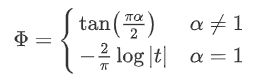 Φ = { tan(πα/2) α ≠ 1
−2/π log|t| α = 1